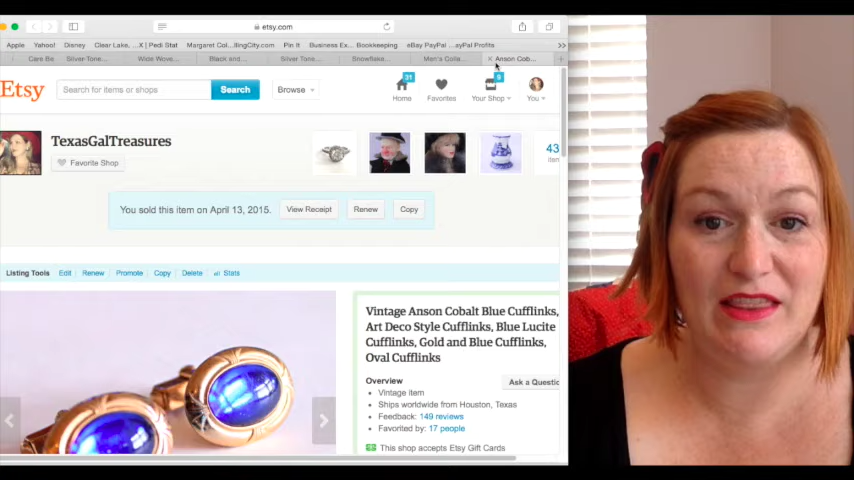 etsy.com
Apple Yahoo! Disney Clear Lake, ...X | Pedi Stat Margaret Col...llingCity.com Pin It Business Ex... Bookkeeping eBay PayPal ...ayPal Profits
Care Be Silver-Tone... Wide Wove... Black and... Silver Tone... Snowflake... Men's Colla... Anson Cob...
Etsy
Search for items or shops
Search
Browse
31
9
Home
Favorites
Your Shop
You
TexasGalTreasures
Favorite Shop
43
item
You sold this item on April 13, 2015.
View Receipt
Renew
Copy
Listing Tools Edit Renew Promote Copy Delete Stats
Vintage Anson Cobalt Blue Cufflinks,
Art Deco Style Cufflinks, Blue Lucite
Cufflinks, Gold and Blue Cufflinks,
Oval Cufflinks
Overview
Ask a Questio
Vintage item
Ships worldwide from Houston, Texas
Feedback: 149 reviews
Favorited by: 17 people
This shop accepts Etsy Gift Cards